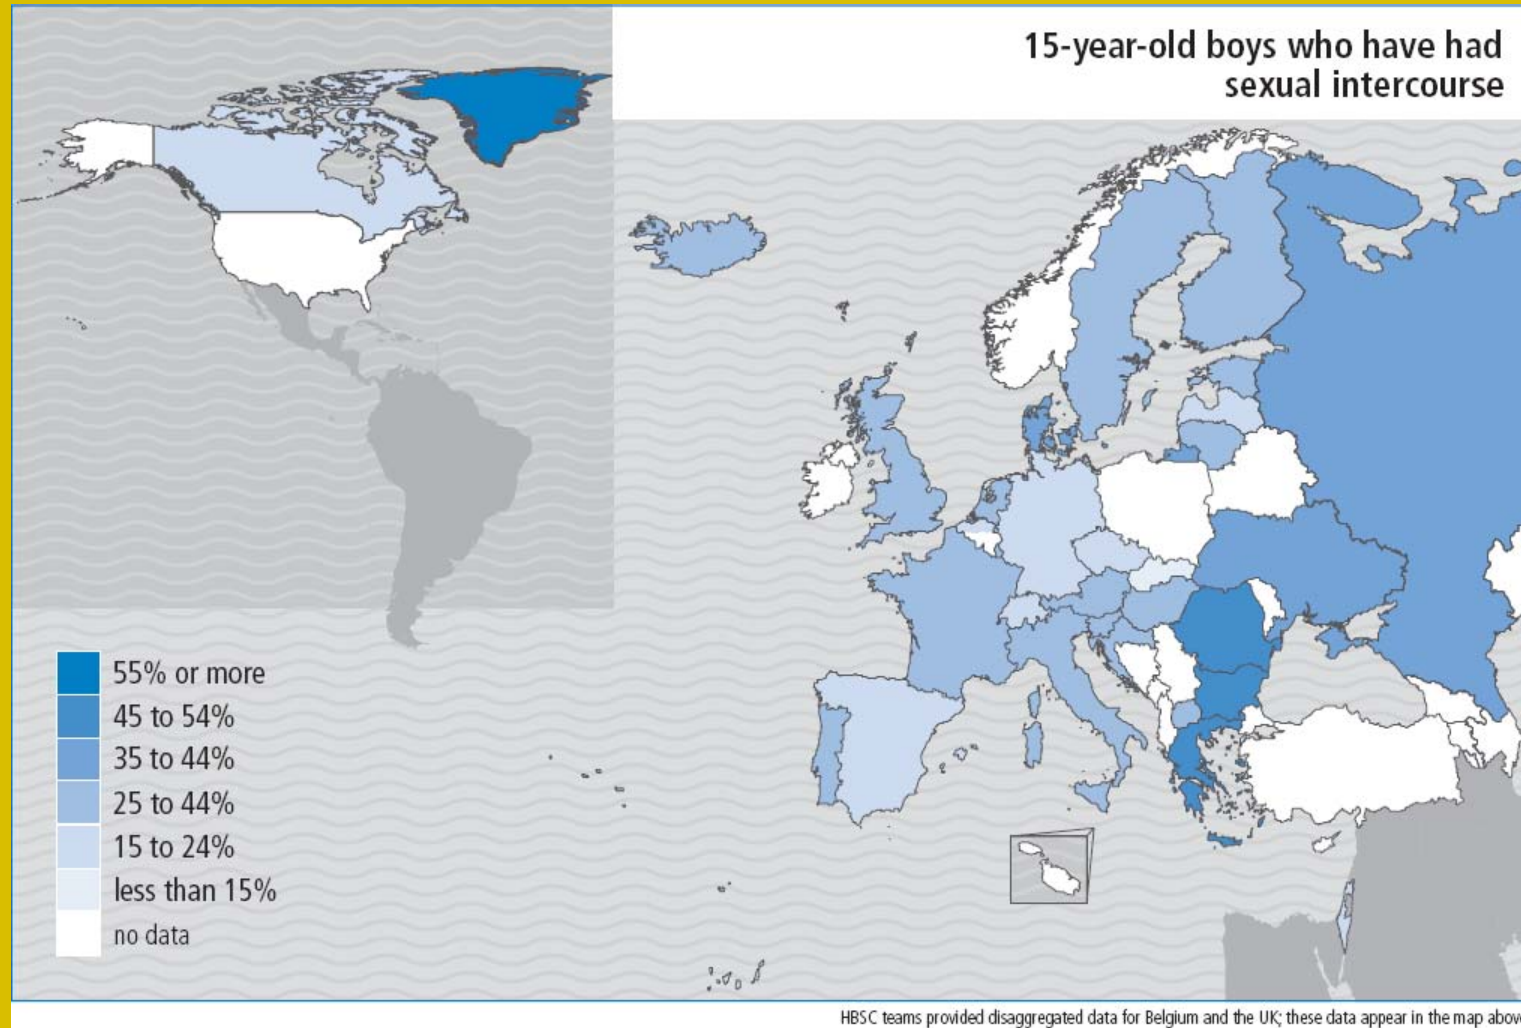 15-year-old boys who have had
sexual intercourse
55% or more
45 to 54%
35 to 44%
25 to 44%
15 to 24%
less than 15%
no data
HBSC teams provided disaggregated data for Belgium and the UK; these data appear in the map above